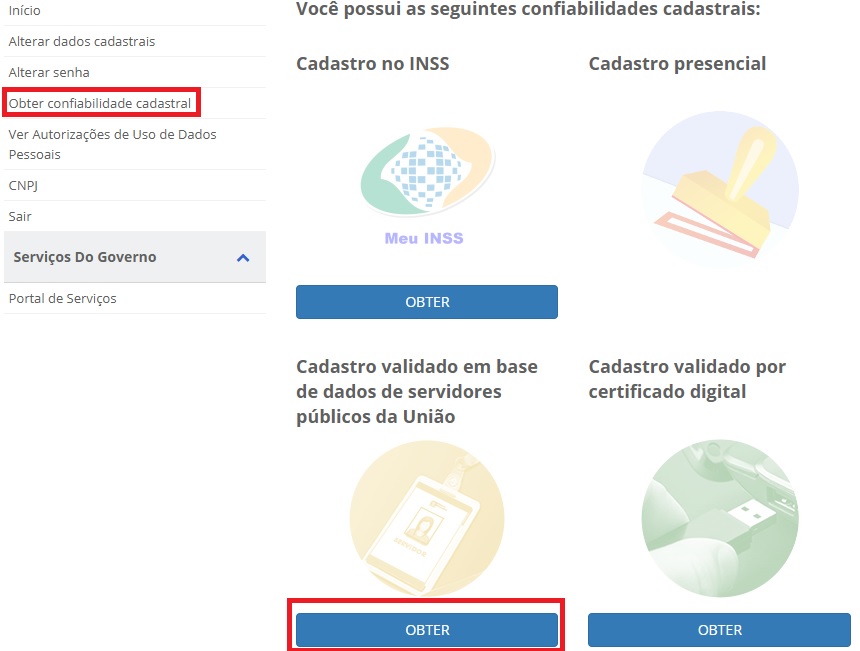 Início
Alterar dados cadastrais
Alterar senha
Obter confiabilidade cadastral
Ver Autorizações de Uso de Dados
Pessoais
CNPJ
Sair
Serviços Do Governo
Portal de Serviços
Você possui as seguintes confiabilidades cadastrais:
Cadastro no INSS
Meu INSS
OBTER
Cadastro presencial
Cadastro validado em base
de dados de servidores
públicos da União
SERVIDOR
OBTER
Cadastro validado por
certificado digital
OBTER